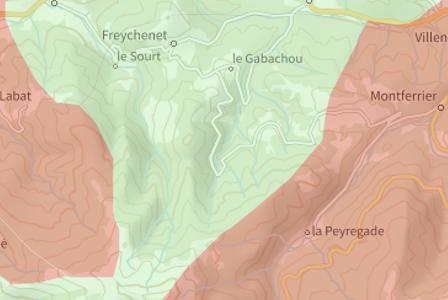 Freychenet
le Sourt
le Gabachou
Villen
Labat
Montferrier
la Peyregade
é